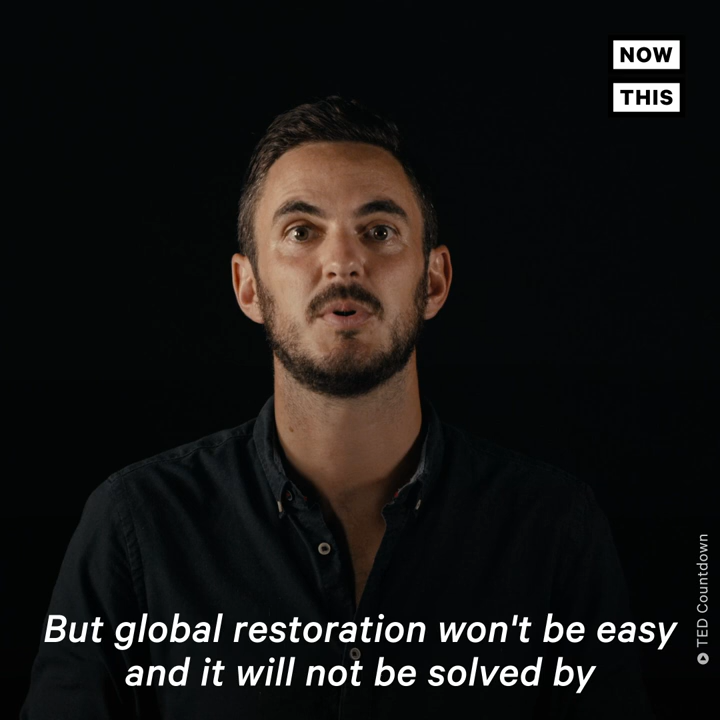 NOW
THIS
But global restoration won't be easy
and it will not be solved by
TED Countdown